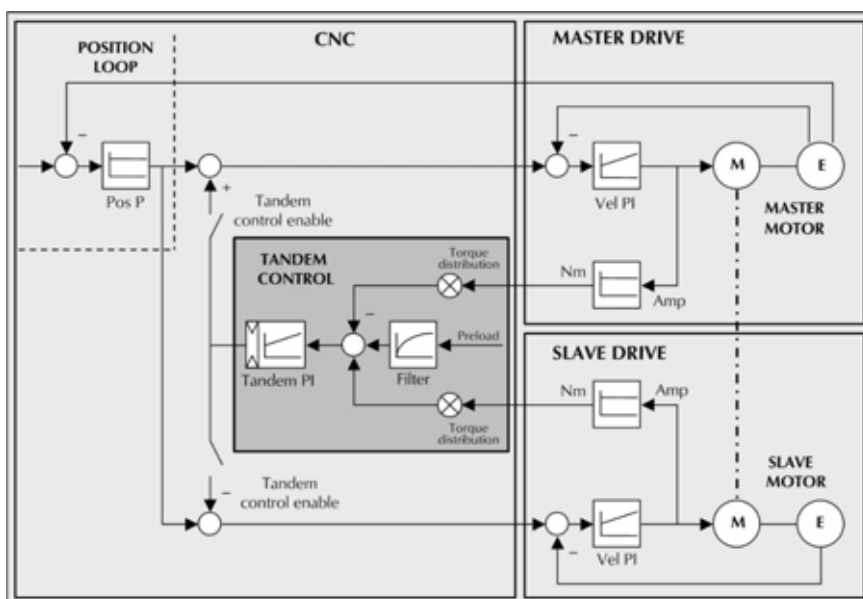 POSITION
LOOP
CNC
MASTER DRIVE
−
−
Pos P
+
Tandem
control enable
Vel PI
M
E
MASTER
MOTOR
TANDEM
CONTROL
Torque
distribution
Nm
Amp
−
Preload
Tandem PI
Filter
SLAVE DRIVE
Nm
Amp
Torque
distribution
Tandem
control enable
−
SLAVE
MOTOR
M
E
−
Vel PI